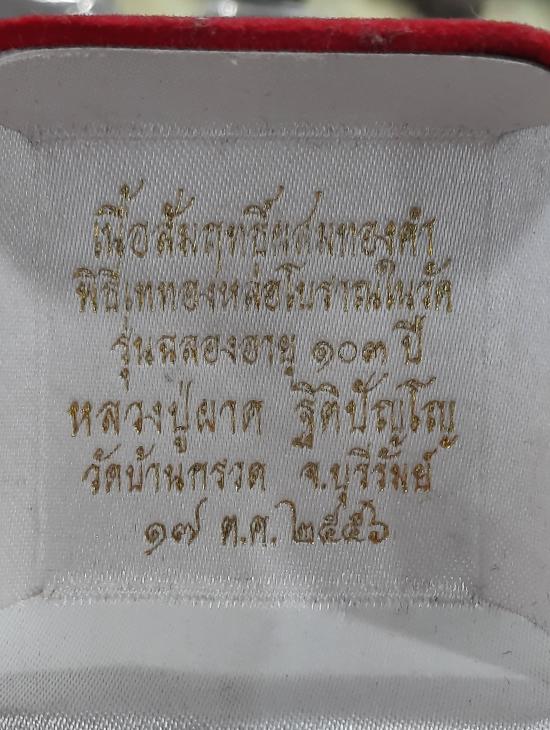 เนื้อสัมฤทธิ์ผสมทองคำ
พิธีเททองหล่อโบราณในวัด
รุ่นฉลองอายุ ๑๐๓ ปี
หลวงปู่ผาด ฐิติปัญโญ
วัดบ้านกรวด จ.บุรีรัมย์
๑๗ ต.ค. ๒๕๕๖